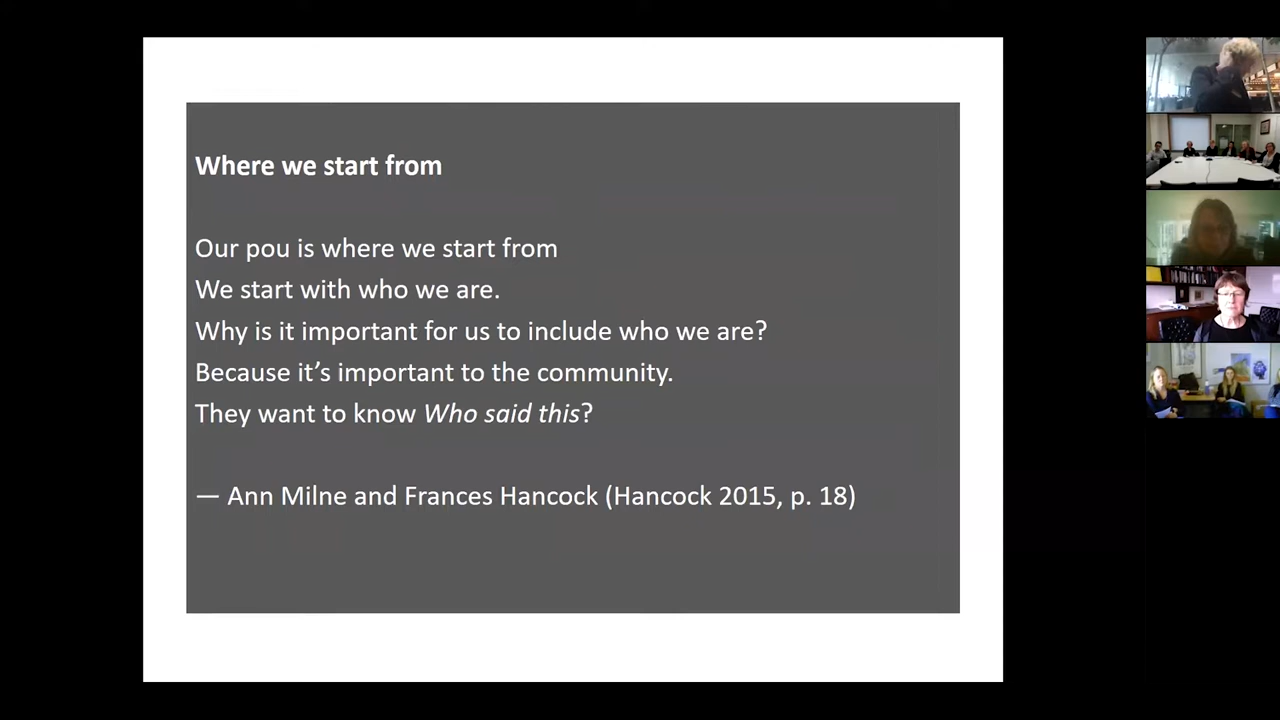 Where we start from
Our pou is where we start from
We start with who we are.
Why is it important for us to include who we are?
Because it’s important to the community.
They want to know Who said this?
— Ann Milne and Frances Hancock (Hancock 2015, p. 18)